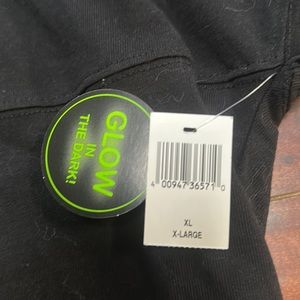 GLOW
IN
THE DARK!
4 00947 36571 0
XL
X-LARGE